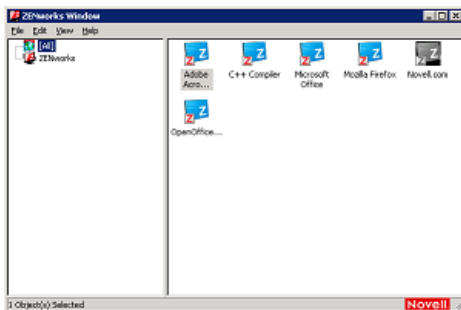 ZENworks Window
File Edit View Help
[All]
ZENworks
Adobe Acro...
C++ Compiler
Microsoft Office
Mozilla Firefox
Novell.com
OpenOffice....
1 Object(s) Selected
Novell